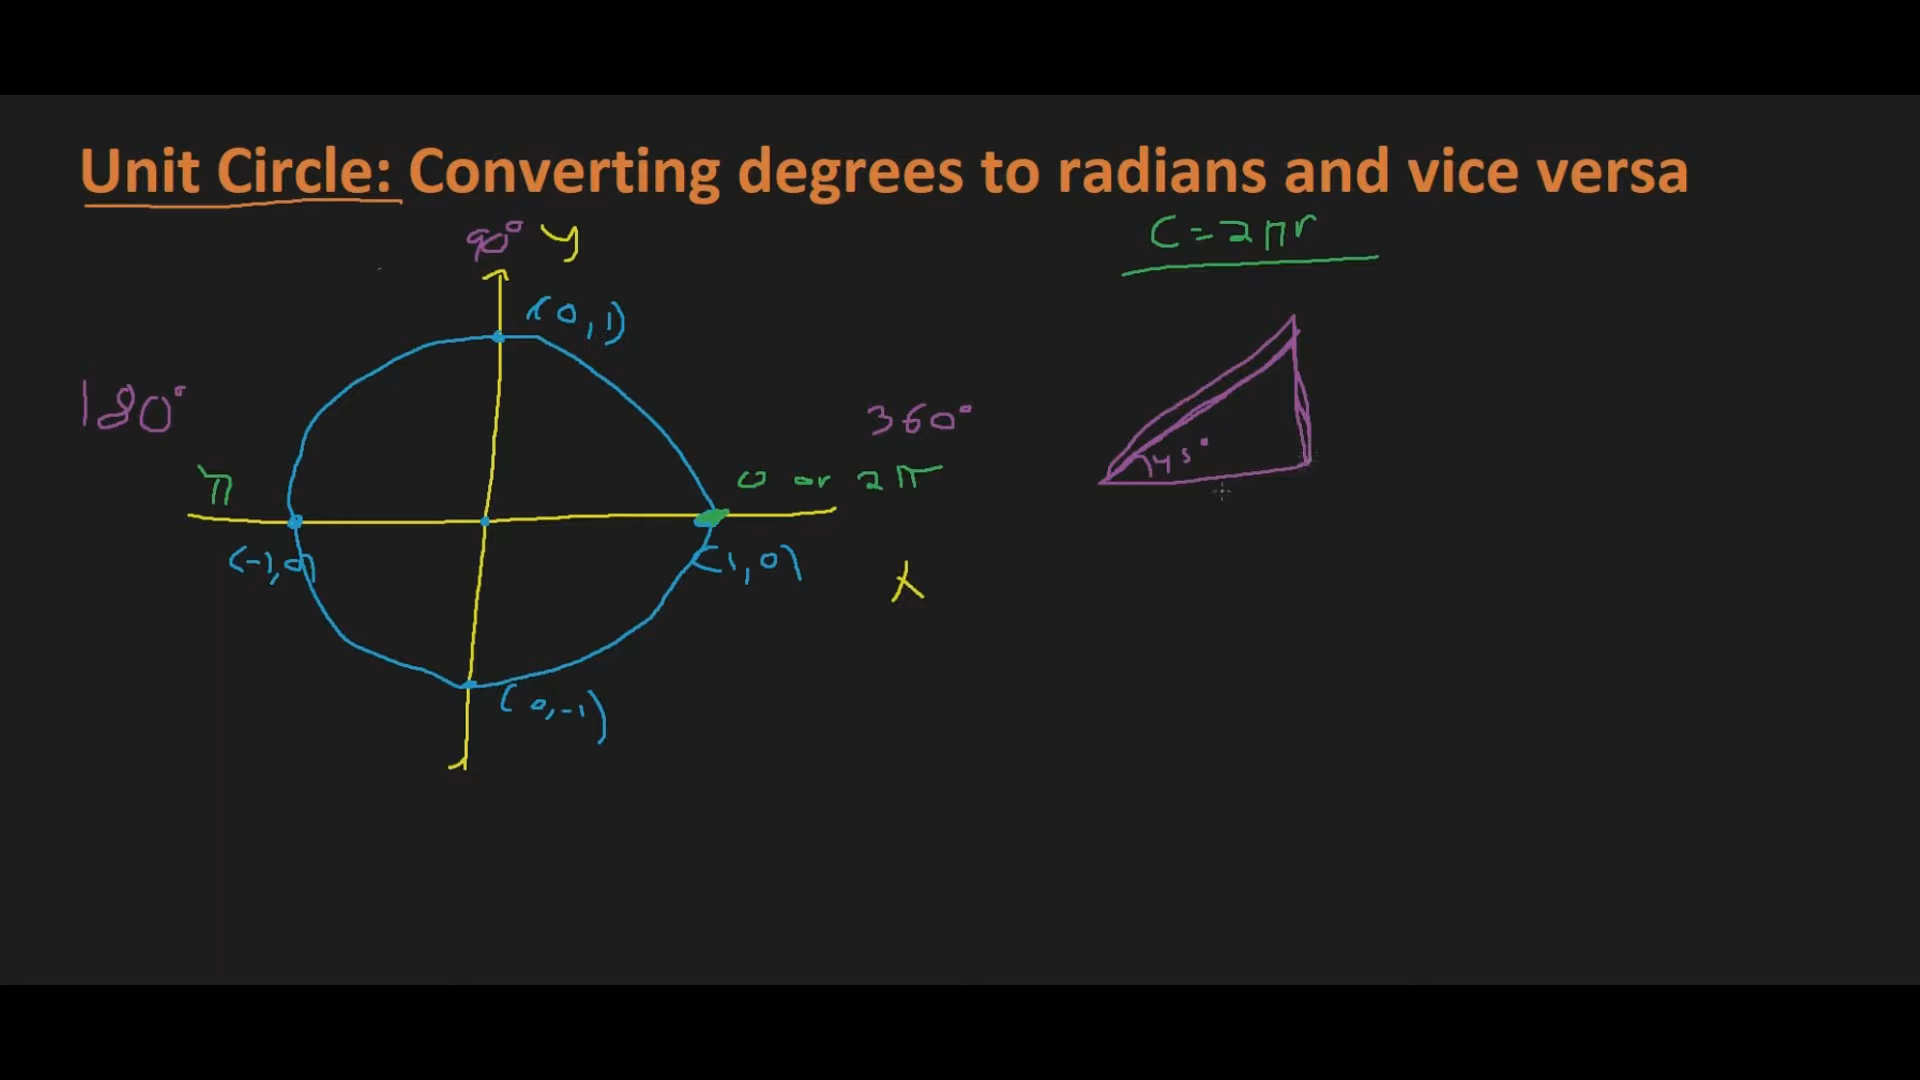 Unit Circle: Converting degrees to radians and vice versa
90° y
C = 2πr
(0, 1)
180°
360°
45°
π
0 or 2π
(-1, 0)
(1, 0)
x
(0, -1)